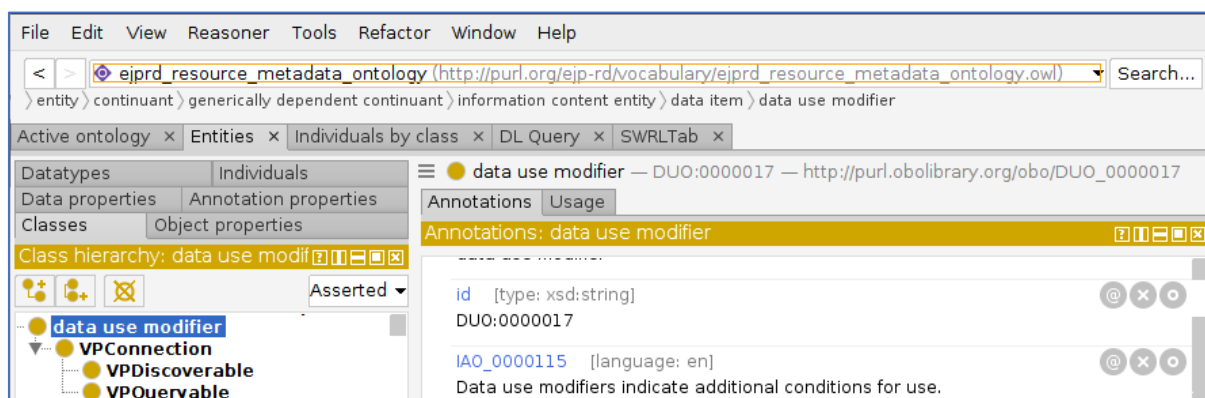 File Edit View Reasoner Tools Refactor Window Help
< > ejprd_resource_metadata_ontology (http://purl.org/ejp-rd/vocabulary/ejprd_resource_metadata_ontology.owl) Search...
entity continuant generically dependent continuant information content entity data item data use modifier
Active ontology × Entities × Individuals by class × DL Query × SWRLTab ×
Datatypes Individuals
Data properties Annotation properties
Classes Object properties
Class hierarchy: data use modif
Asserted
data use modifier
VPConnection
VPDiscoverable
VPQueryable
data use modifier — DUO:0000017 — http://purl.obolibrary.org/obo/DUO_0000017
Annotations Usage
Annotations: data use modifier
data use modifier
id [type: xsd:string]
DUO:0000017
IAO_0000115 [language: en]
Data use modifiers indicate additional conditions for use.